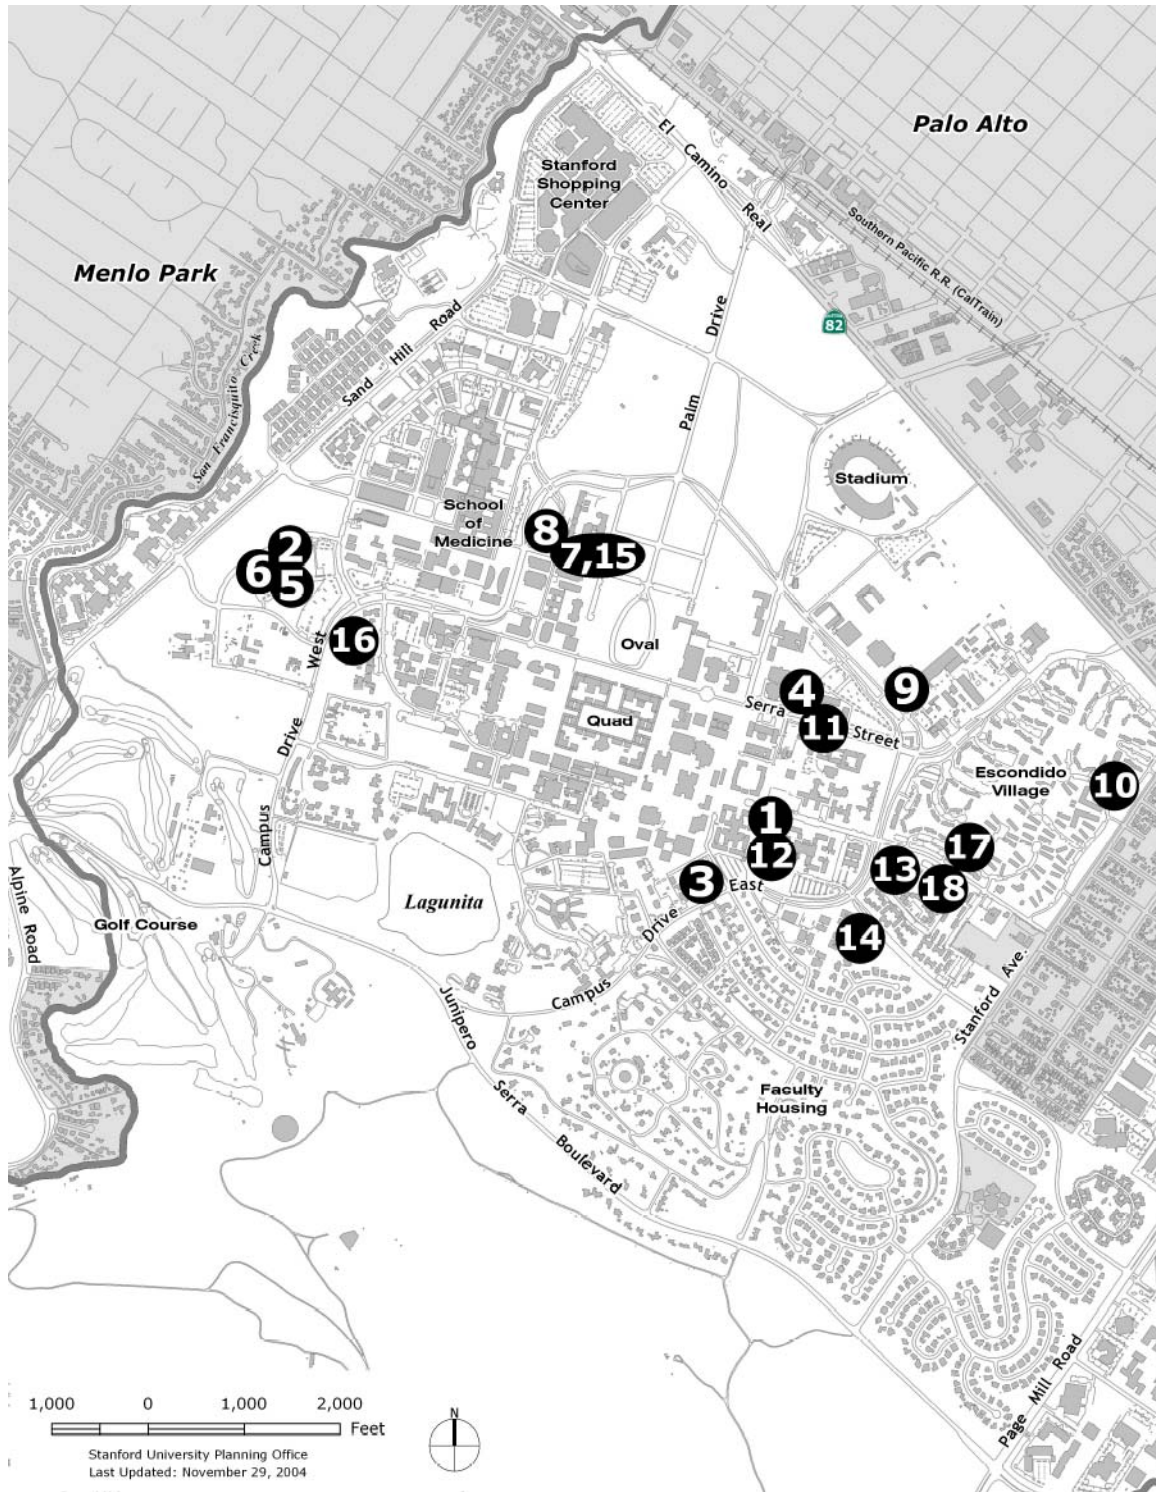 Palo Alto
El Camino Real
Stanford
Shopping
Center
Southern Pacific R.R. (CalTrain)
Menlo Park
Sand Hill Road
Palm Drive
82
San Francisquito Creek
Stadium
School
of
Medicine
8
7,15
2
6
5
16
Oval
4
9
11
Serra Street
Quad
Escondido
Village
10
Campus Drive West
1
12
17
13
18
3
Campus Drive East
14
Lagunita
Golf Course
Alpine Road
Stanford Ave.
Junipero Serra Boulevard
Faculty
Housing
Page Mill Road
1,000 0 1,000 2,000
Feet
N
Stanford University Planning Office
Last Updated: November 29, 2004